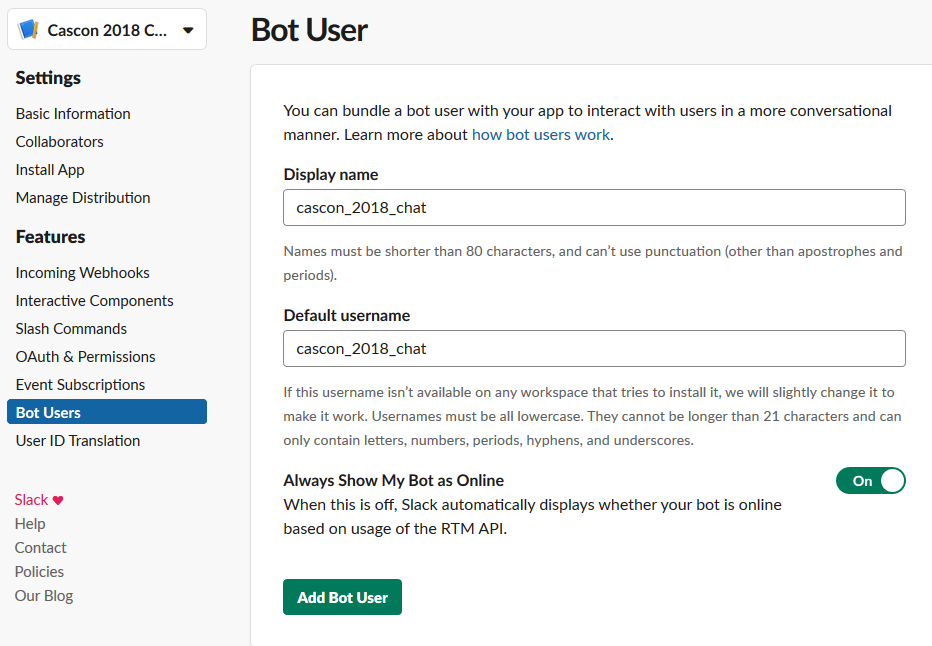 Cascon 2018 C...
Settings
Basic Information
Collaborators
Install App
Manage Distribution
Features
Incoming Webhooks
Interactive Components
Slash Commands
OAuth & Permissions
Event Subscriptions
Bot Users
User ID Translation
Slack ♥
Help
Contact
Policies
Our Blog
Bot User
You can bundle a bot user with your app to interact with users in a more conversational
manner. Learn more about how bot users work.
Display name
cascon_2018_chat
Names must be shorter than 80 characters, and can’t use punctuation (other than apostrophes and
periods).
Default username
cascon_2018_chat
If this username isn’t available on any workspace that tries to install it, we will slightly change it to
make it work. Usernames must be all lowercase. They cannot be longer than 21 characters and can
only contain letters, numbers, periods, hyphens, and underscores.
Always Show My Bot as Online
On
When this is off, Slack automatically displays whether your bot is online
based on usage of the RTM API.
Add Bot User